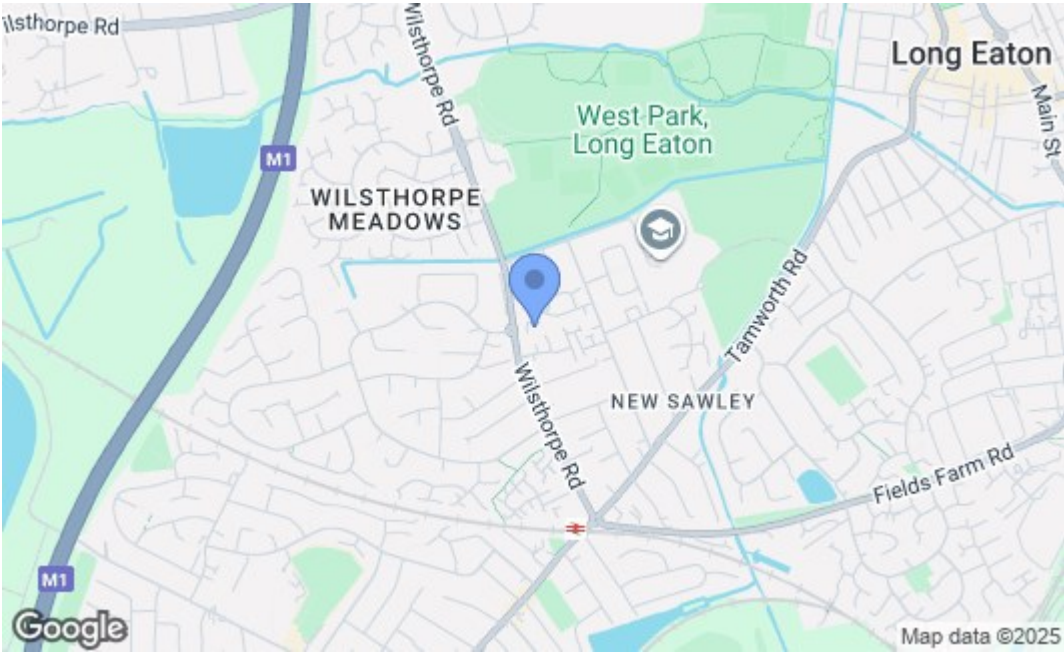 ilsthorpe Rd
Wilsthorpe Rd
Long Eaton
Main St
West Park,
Long Eaton
M1
WILSTHORPE
MEADOWS
Tamworth Rd
Wilsthorpe Rd
NEW SAWLEY
Fields Farm Rd
M1
Google
Map data ©2025